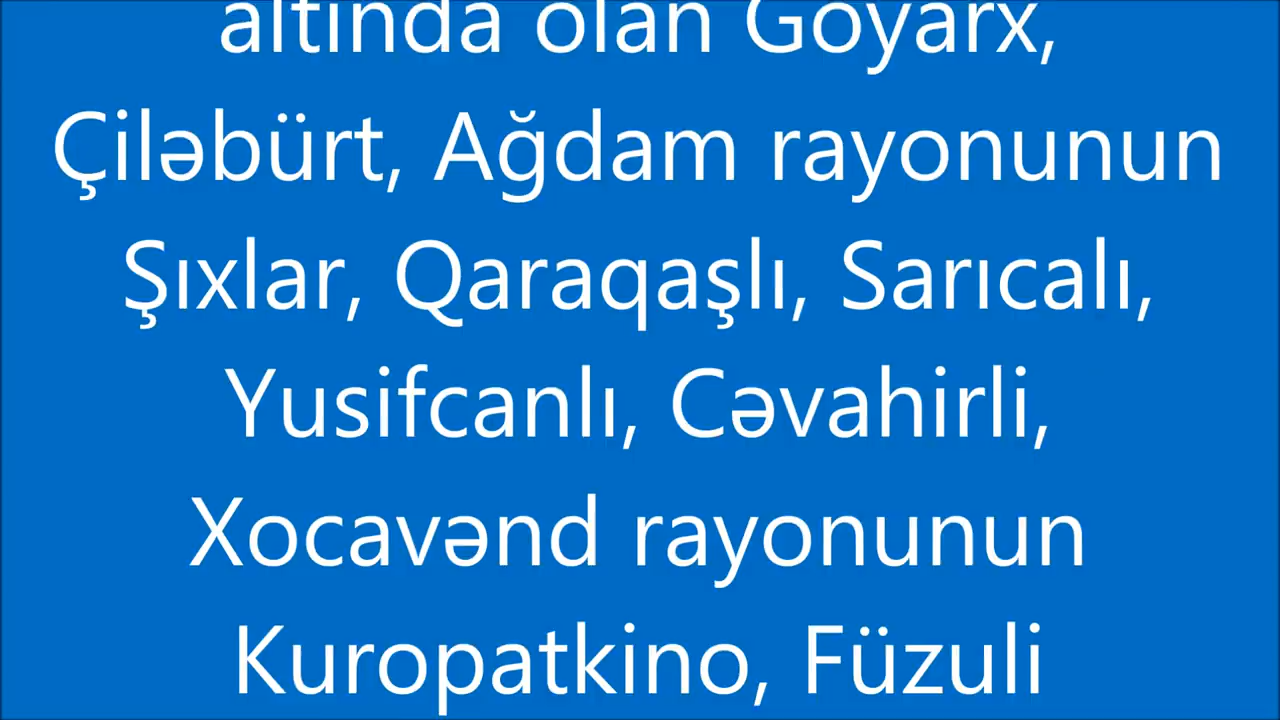 altında olan Göyarx,
Çiləbürt, Ağdam rayonunun
Şıxlar, Qaraqaşlı, Sarıcalı,
Yusifcanlı, Cəvahirli,
Xocavənd rayonunun
Kuropatkino, Füzuli